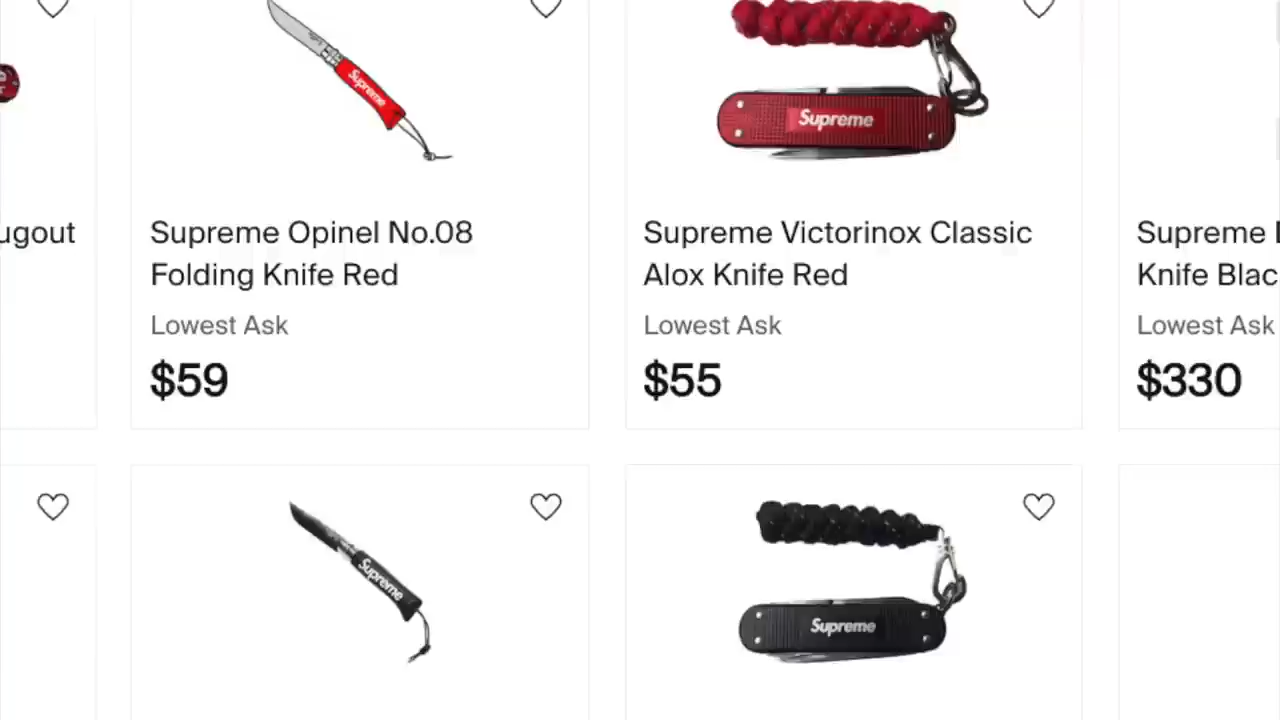 Supreme
Supreme
ugout
Supreme Opinel No.08
Folding Knife Red
Lowest Ask
$59
Supreme Victorinox Classic
Alox Knife Red
Lowest Ask
$55
Supreme
Knife Blac
Lowest Ask
$330
Supreme
Supreme